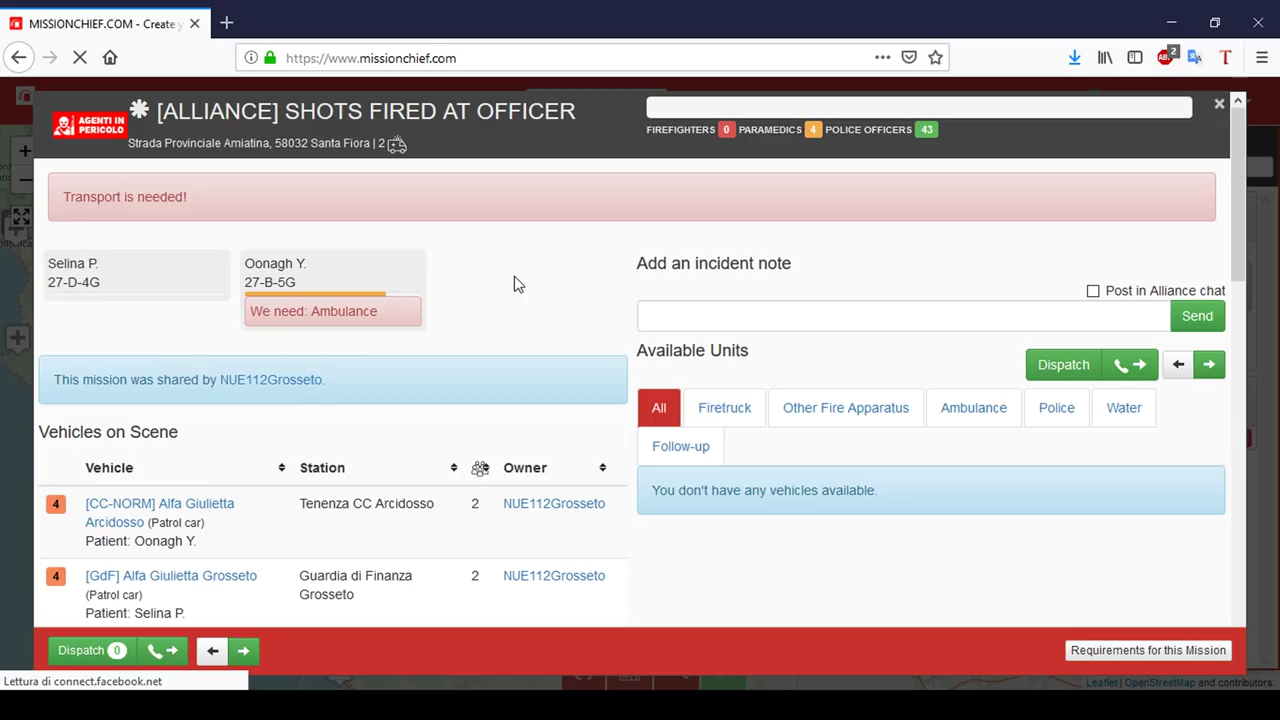 MISSIONCHIEF.COM - Create y
https://www.missionchief.com
2
AGENTI IN PERICOLO
[ALLIANCE] SHOTS FIRED AT OFFICER
Strada Provinciale Amiatina, 58032 Santa Fiora | 2
FIREFIGHTERS 0 PARAMEDICS 4 POLICE OFFICERS 43
Transport is needed!
Selina P.
27-D-4G
Oonagh Y.
27-B-5G
We need: Ambulance
This mission was shared by NUE112Grosseto.
Vehicles on Scene
Vehicle Station Owner
4 [CC-NORM] Alfa Giulietta Arcidosso (Patrol car)
Patient: Oonagh Y.
Tenenza CC Arcidosso 2 NUE112Grosseto
4 [GdF] Alfa Giulietta Grosseto (Patrol car)
Patient: Selina P.
Guardia di Finanza Grosseto 2 NUE112Grosseto
Add an incident note
Post in Alliance chat
Send
Available Units
Dispatch
All Firetruck Other Fire Apparatus Ambulance Police Water
Follow-up
You don't have any vehicles available.
Dispatch 0
Requirements for this Mission
Lettura di connect.facebook.net
Leaflet | OpenStreetMap and contributors